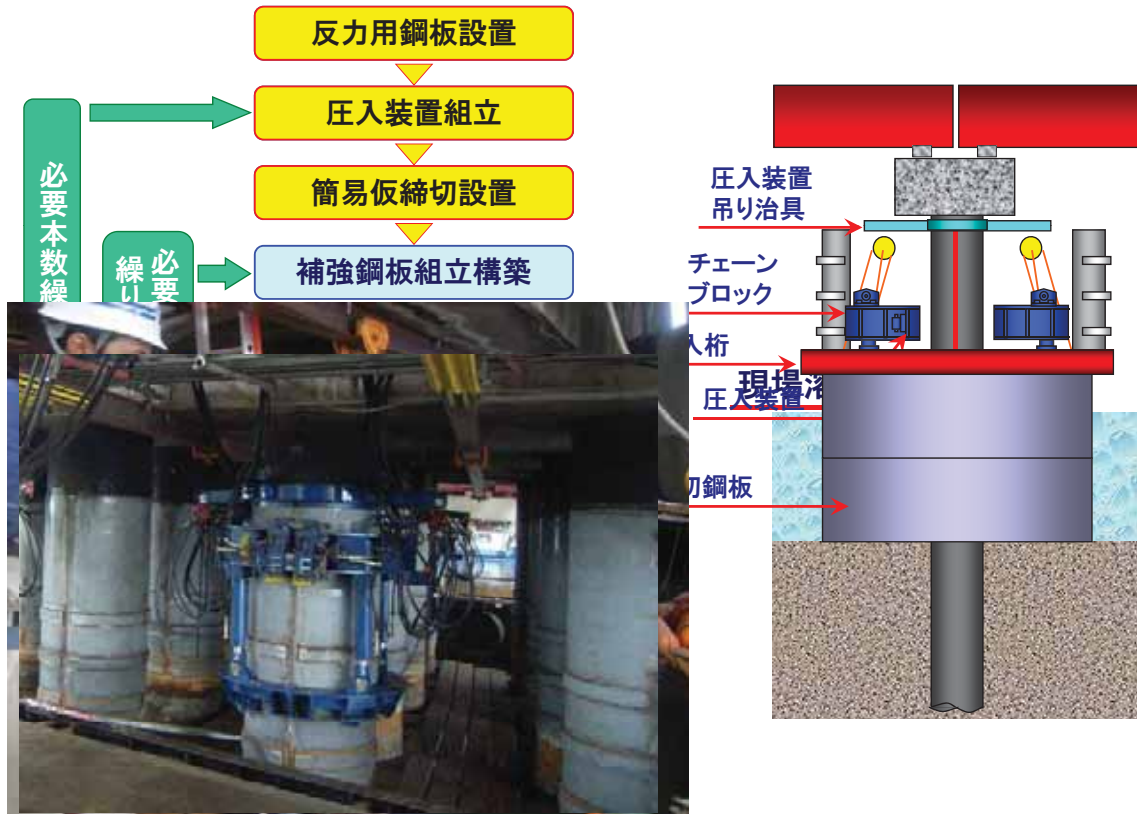 反力用鋼板設置
圧入装置組立
簡易仮締切設置
補強鋼板組立構築
必要本数繰
必要
繰り
圧入装置
吊り治具
チェーン
ブロック
入桁
現場溶
圧入装置
切鋼板